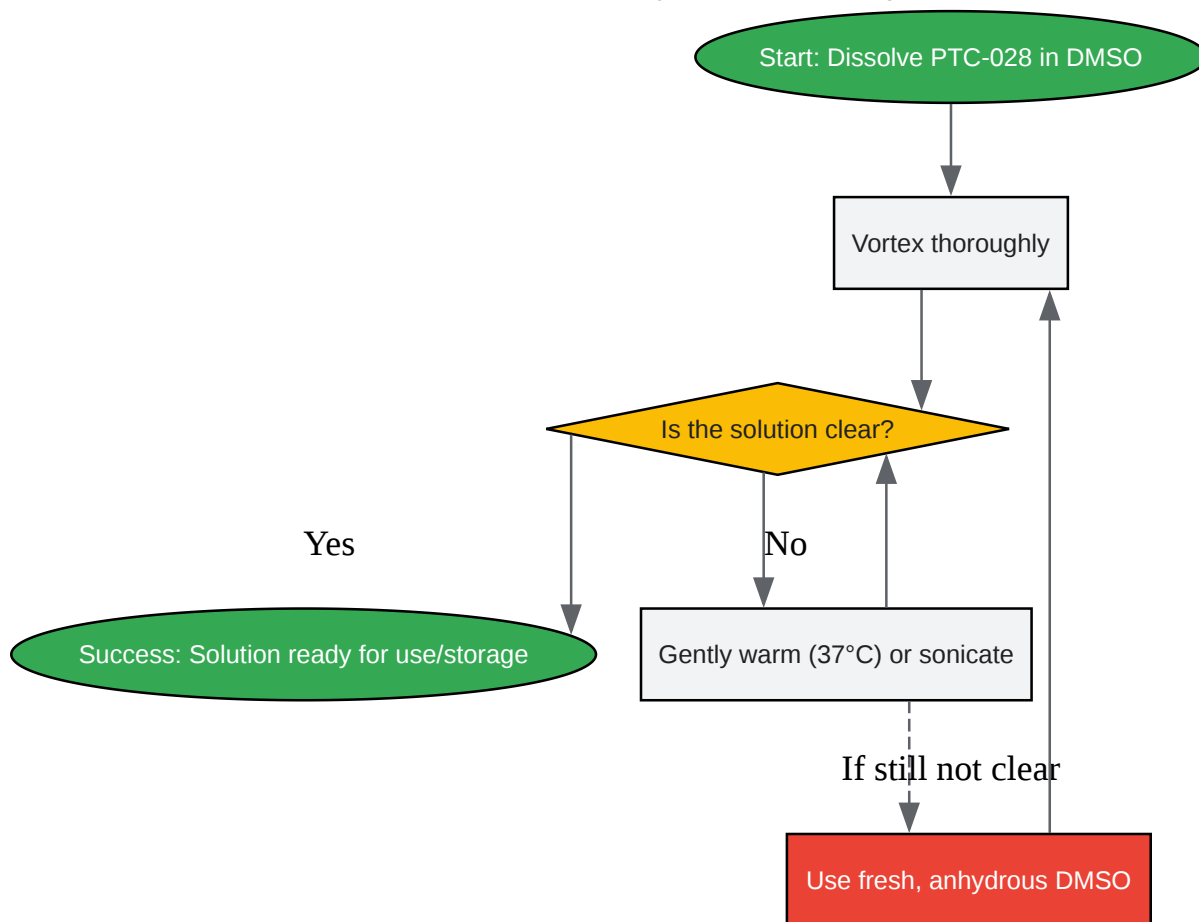 Start: Dissolve PTC-028 in DMSO
Vortex thoroughly
Is the solution clear?
Yes
No
Success: Solution ready for use/storage
Gently warm (37°C) or sonicate
If still not clear
Use fresh, anhydrous DMSO